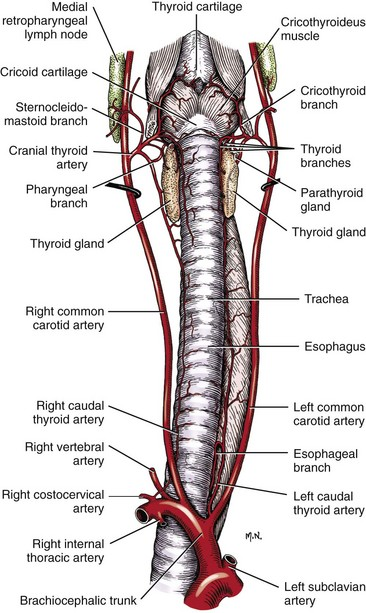 Medial
retropharyngeal
lymph node
Thyroid cartilage
Cricothyroideus
muscle
Cricoid cartilage
Cricothyroid
branch
Sternocleido-
mastoid branch
Cranial thyroid
artery
Thyroid
branches
Pharyngeal
branch
Parathyroid
gland
Thyroid gland
Thyroid gland
Right common
carotid artery
Trachea
Esophagus
Right caudal
thyroid artery
Left common
carotid artery
Right vertebral
artery
Esophageal
branch
Right costocervical
artery
Left caudal
thyroid artery
M.N.
Right internal
thoracic artery
Brachiocephalic trunk
Left subclavian
artery